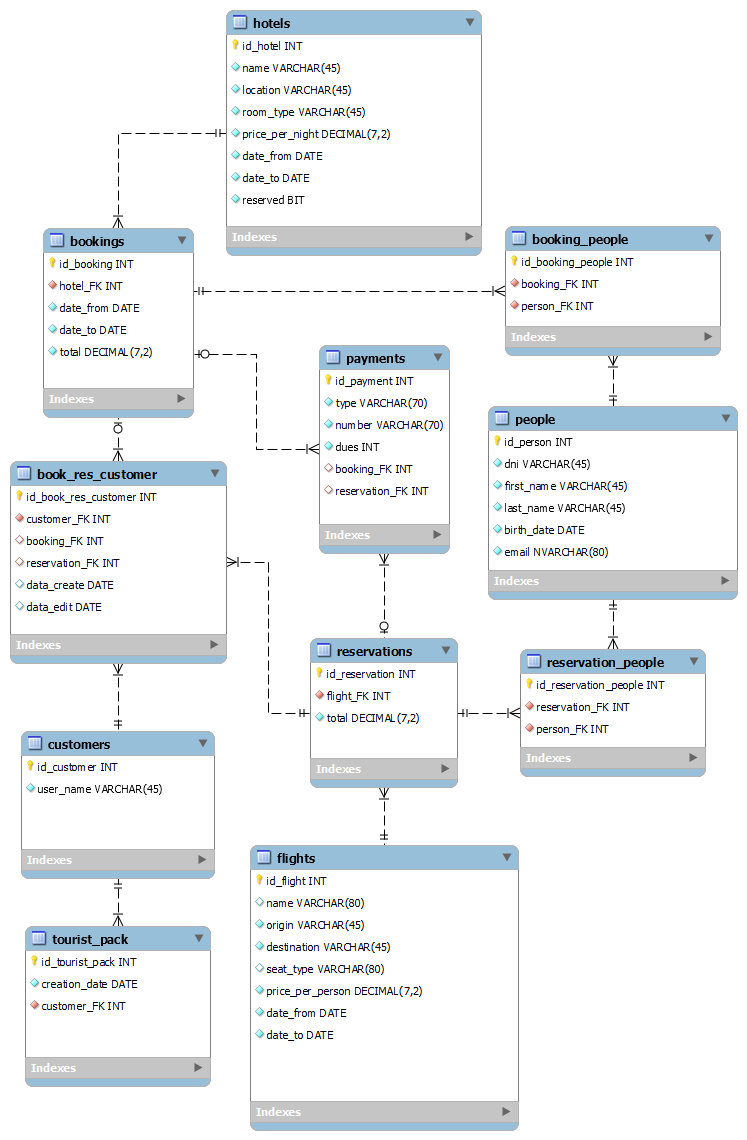 hotels
id_hotel INT
name VARCHAR(45)
location VARCHAR(45)
room_type VARCHAR(45)
price_per_night DECIMAL(7,2)
date_from DATE
date_to DATE
reserved BIT
Indexes
bookings
id_booking INT
hotel_FK INT
date_from DATE
date_to DATE
total DECIMAL(7,2)
Indexes
booking_people
id_booking_people INT
booking_FK INT
person_FK INT
Indexes
payments
id_payment INT
type VARCHAR(70)
number VARCHAR(70)
dues INT
booking_FK INT
reservation_FK INT
Indexes
people
id_person INT
dni VARCHAR(45)
first_name VARCHAR(45)
last_name VARCHAR(45)
birth_date DATE
email NVARCHAR(80)
Indexes
book_res_customer
id_book_res_customer INT
customer_FK INT
booking_FK INT
reservation_FK INT
data_create DATE
data_edit DATE
Indexes
reservations
id_reservation INT
flight_FK INT
total DECIMAL(7,2)
Indexes
reservation_people
id_reservation_people INT
reservation_FK INT
person_FK INT
Indexes
customers
id_customer INT
user_name VARCHAR(45)
Indexes
flights
id_flight INT
name VARCHAR(80)
origin VARCHAR(45)
destination VARCHAR(45)
seat_type VARCHAR(80)
price_per_person DECIMAL(7,2)
date_from DATE
date_to DATE
Indexes
tourist_pack
id_tourist_pack INT
creation_date DATE
customer_FK INT
Indexes